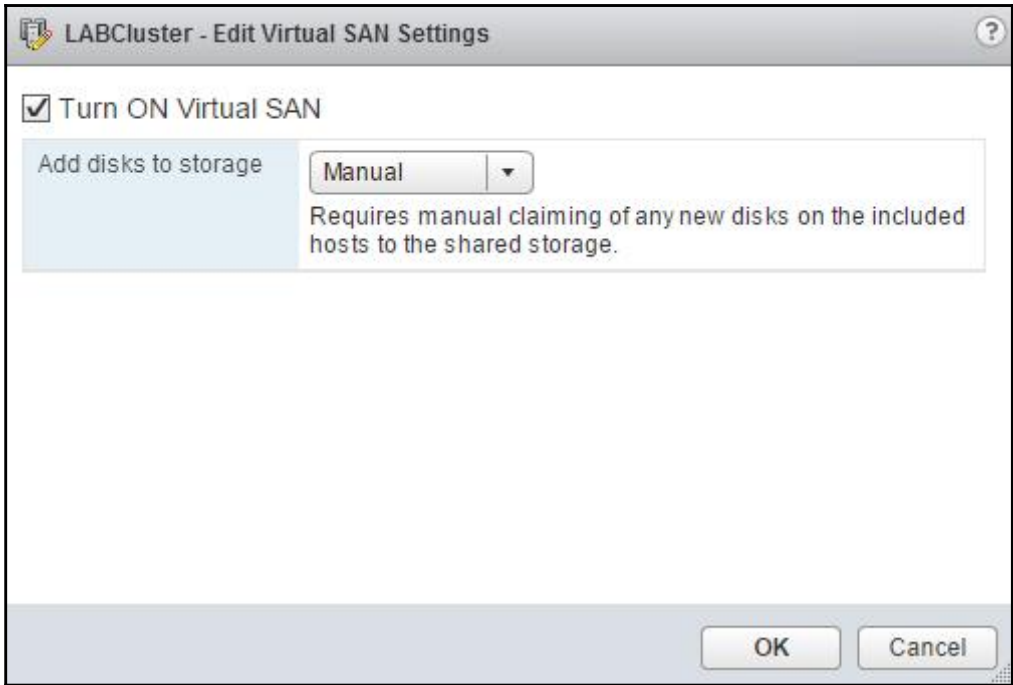 LABCluster - Edit Virtual SAN Settings
?
Turn ON Virtual SAN
Add disks to storage
Manual
Requires manual claiming of any new disks on the included
hosts to the shared storage.
OK
Cancel